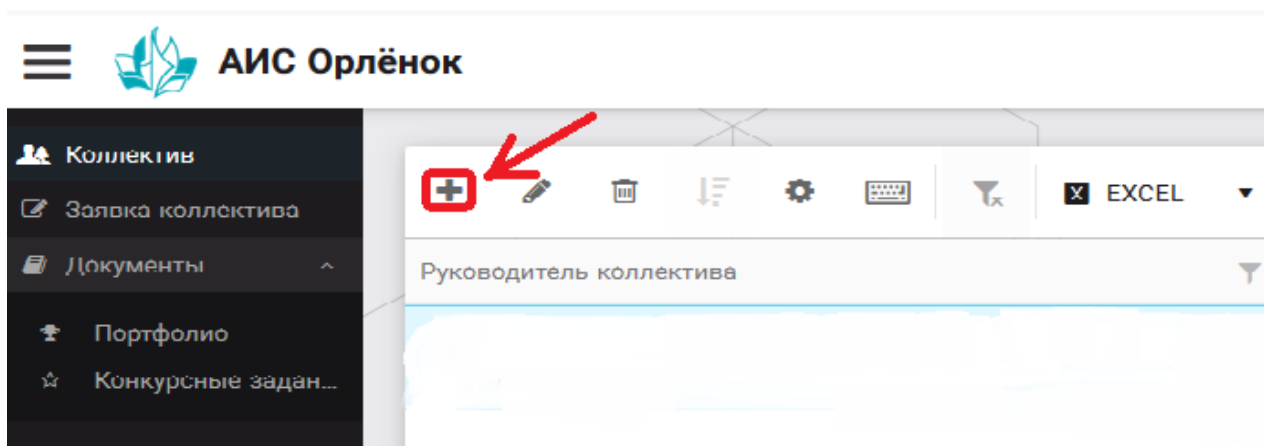 АИС Орлёнок
Коллектив
Заявка коллектива
Документы
Портфолио
Конкурсные задан...
X EXCEL
Руководитель коллектива